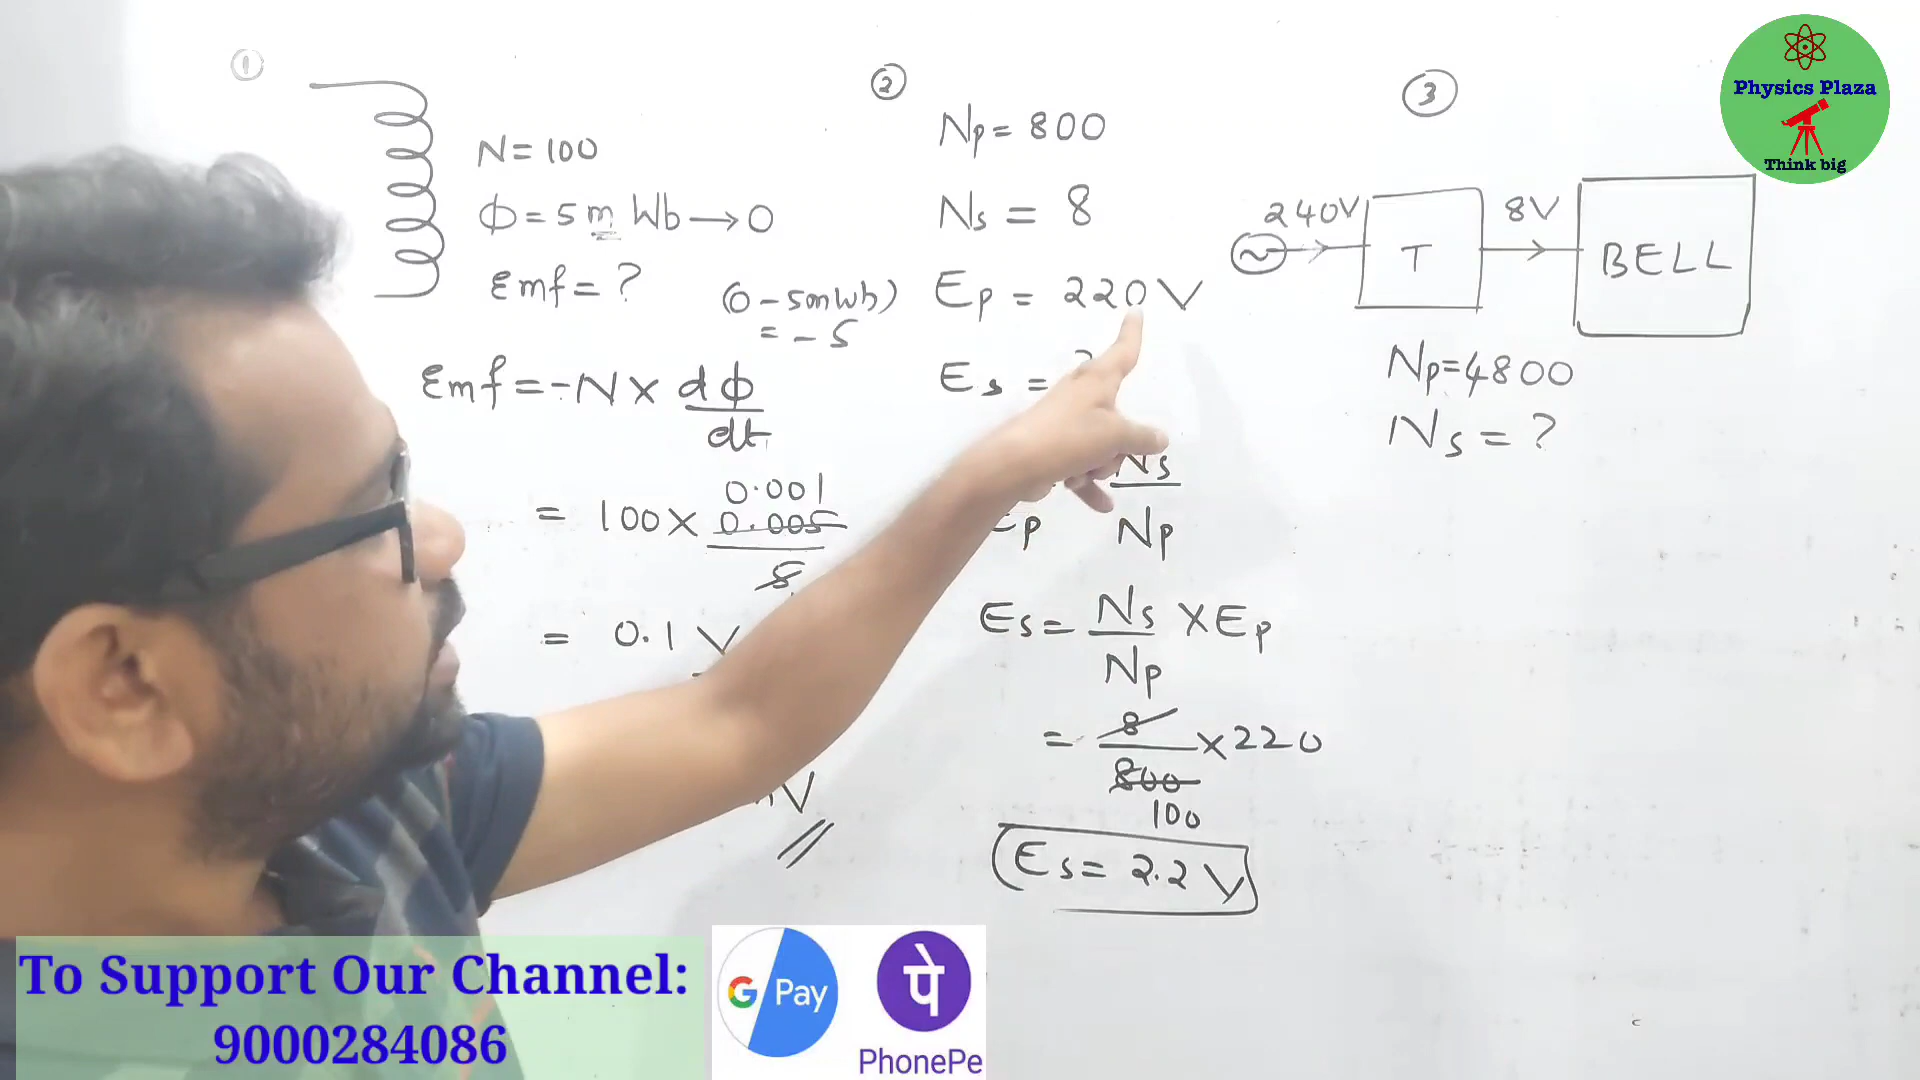 ①
N = 100
Φ = 5 m Wb → 0
Emf = ?
(0 - 5mWb)
= - 5
Emf = - N × dΦ
dt
= 100 × 0.001
0.005
5
= 0.1 V
V
②
Np = 800
Ns = 8
Ep = 220V
Es =
Ns
Ep Np
Es = Ns × Ep
Np
= 8 × 220
800
100
Es = 2.2 V
③
240V
T
8V
BELL
Np = 4800
Ns = ?
Physics Plaza
Think big
To Support Our Channel:
9000284086
G Pay
पे
PhonePe